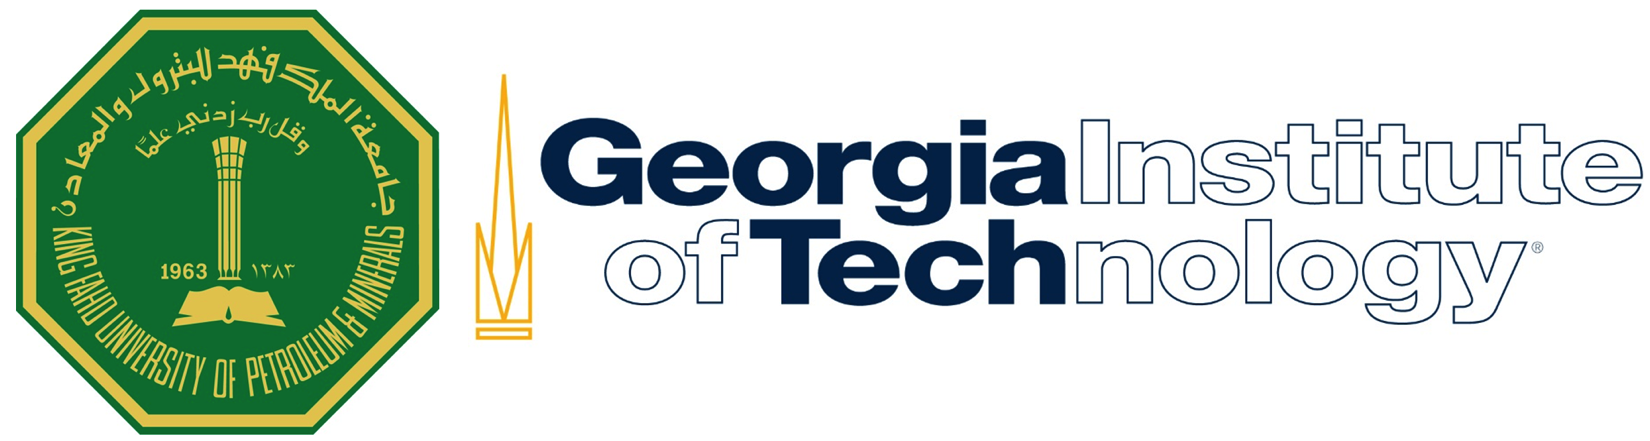 جامعة الملك فهد للبترول والمعادن
وقل رب زدني علمًا
1963 ١٣٨٣
KING FAHD UNIVERSITY OF PETROLEUM & MINERALS
Georgia Institute
of Technology®